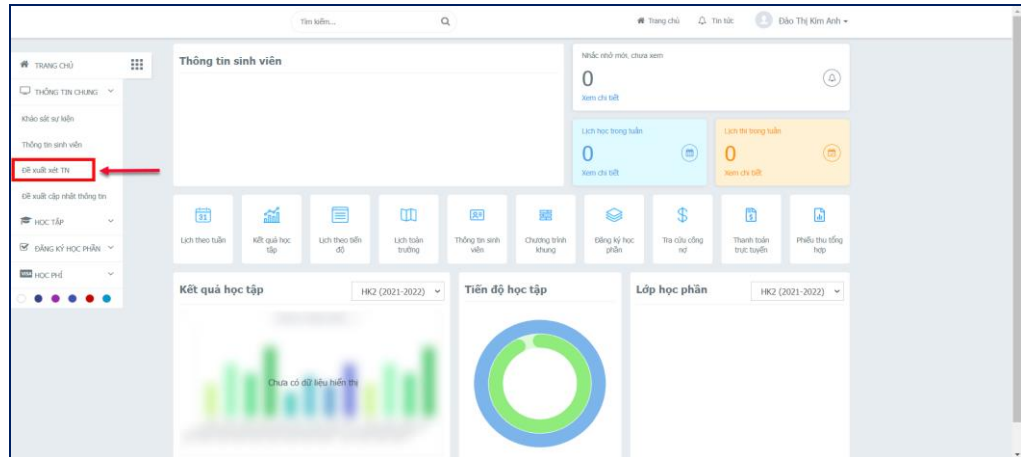 Tìm kiếm...
Trang chủ
Tin tức
Đào Thị Kim Anh
TRANG CHỦ
THÔNG TIN CHUNG
Khảo sát sự kiện
Thông tin sinh viên
Đề xuất xét TN
Đề xuất cập nhật thông tin
HỌC TẬP
ĐĂNG KÝ HỌC PHẦN
VISA HỌC PHÍ
Thông tin sinh viên
Nhắc nhở mới, chưa xem
0
Xem chi tiết
Lịch học trong tuần
0
Xem chi tiết
Lịch thi trong tuần
0
Xem chi tiết
31
Lịch theo tuần
Kết quả học
tập
Lịch theo tiến
độ
Lịch toàn
trường
Thông tin sinh
viên
Chương trình
khung
Đăng ký học
phần
Tra cứu công
nợ
Thanh toán
trực tuyến
Phiếu thu tổng
hợp
Kết quả học tập
HK2 (2021-2022)
Chưa có dữ liệu hiển thị
Tiến độ học tập
Lớp học phần
HK2 (2021-2022)